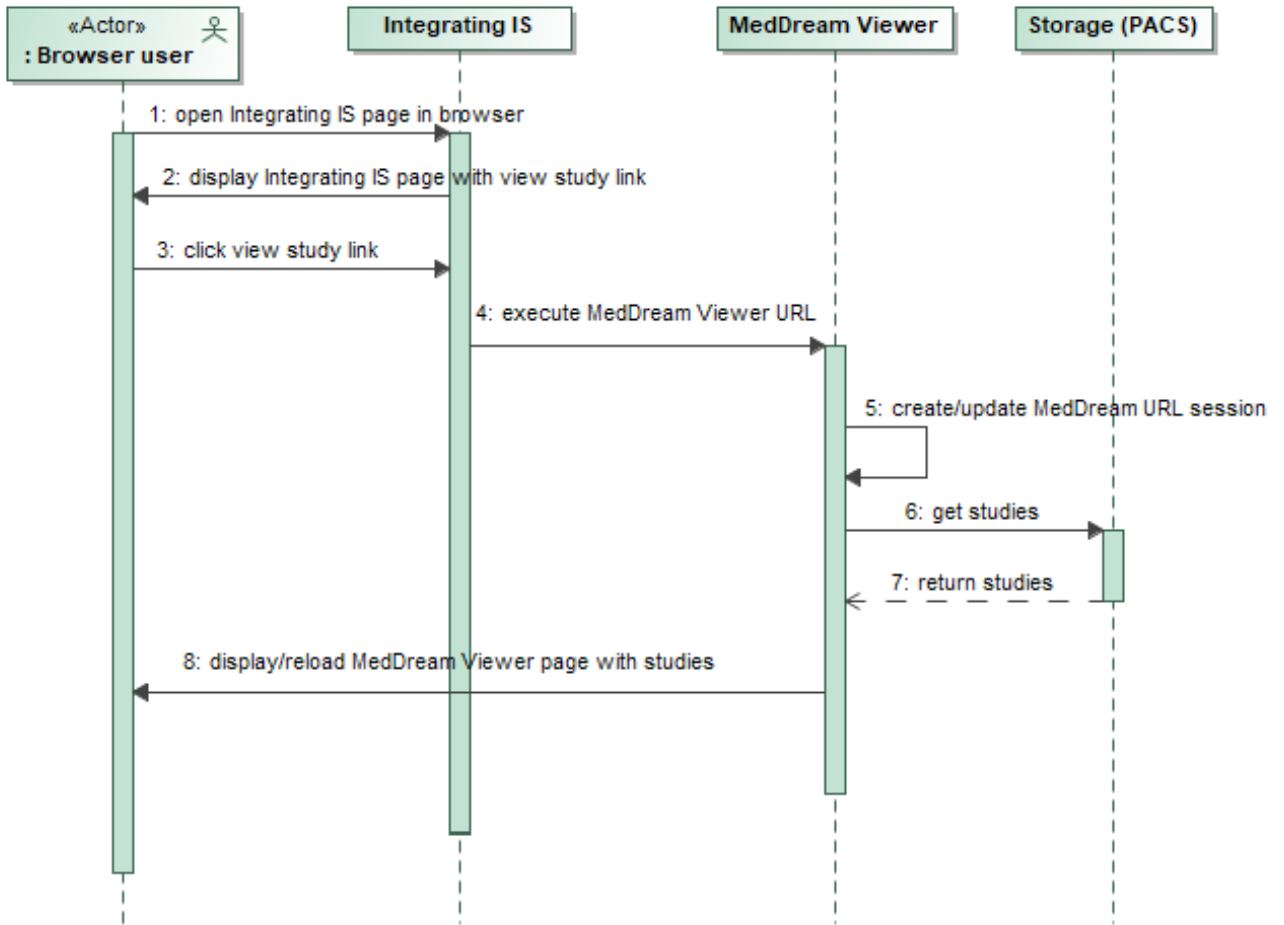 «Actor»
: Browser user
Integrating IS
MedDream Viewer
Storage (PACS)
1: open Integrating IS page in browser
2: display Integrating IS page with view study link
3: click view study link
4: execute MedDream Viewer URL
5: create/update MedDream URL session
6: get studies
7: return studies
8: display/reload MedDream Viewer page with studies